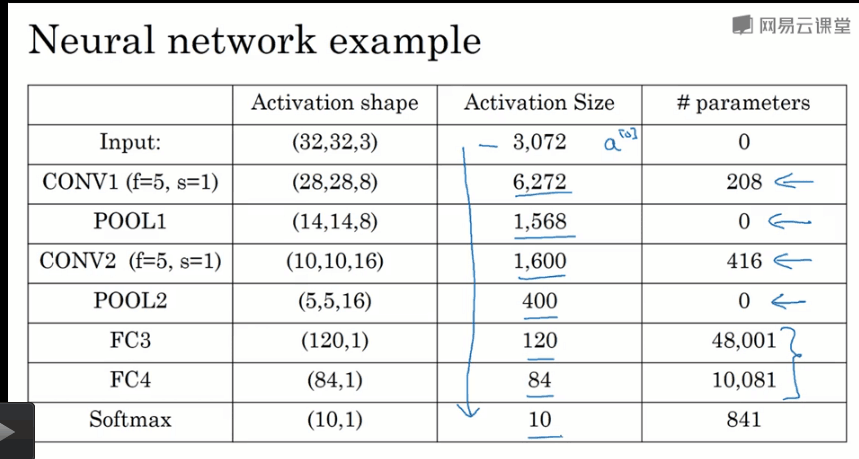 网易云课堂
Neural network example
Activation shape Activation Size # parameters
Input: (32,32,3) 3,072 a[0] 0
CONV1 (f=5, s=1) (28,28,8) 6,272 208
POOL1 (14,14,8) 1,568 0
CONV2 (f=5, s=1) (10,10,16) 1,600 416
POOL2 (5,5,16) 400 0
FC3 (120,1) 120 48,001
FC4 (84,1) 84 10,081
Softmax (10,1) 10 841